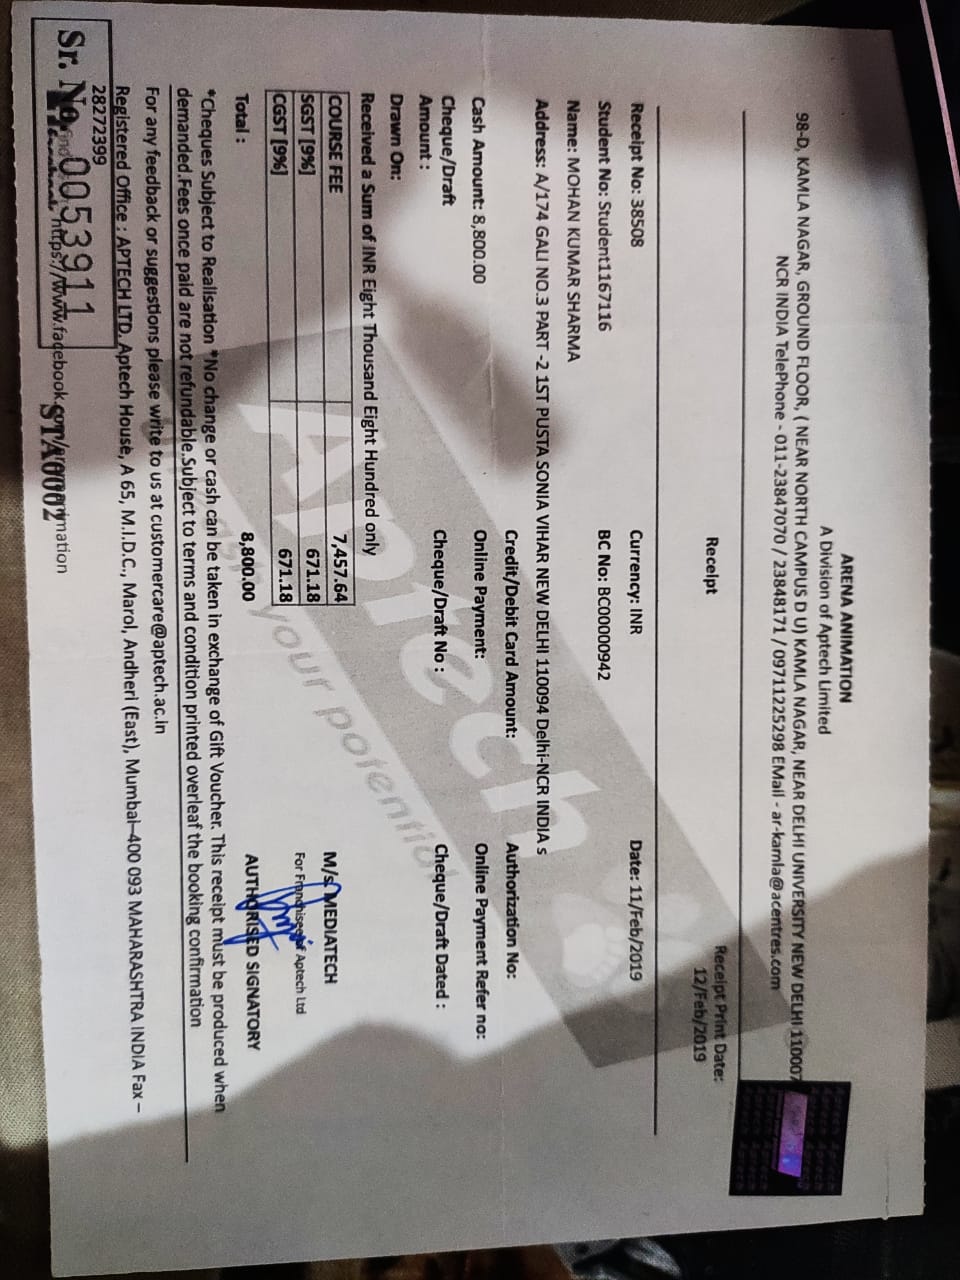 ARENA ANIMATION
A Division of Aptech Limited
98-D, KAMLA NAGAR, GROUND FLOOR, ( NEAR NORTH CAMPUS D U) KAMLA NAGAR, NEAR DELHI UNIVERSITY NEW DELHI 110007
NCR INDIA TelePhone - 011-23847070 / 23848171 / 09711225298 EMail - ar-kamla@acentres.com
Receipt
Receipt Print Date:
12/Feb/2019
Receipt No: 38508 Currency: INR Date: 11/Feb/2019
Student No: Student1167116 BC No: BC00000942
Name: MOHAN KUMAR SHARMA
Address: A/174 GALI NO.3 PART -2 1ST PUSTA SONIA VIHAR NEW DELHI 110094 Delhi-NCR INDIA s
Credit/Debit Card Amount: Authorization No:
Cash Amount: 8,800.00 Online Payment: Online Payment Refer no:
Cheque/Draft Amount : Cheque/Draft No : Cheque/Draft Dated :
Drawn On:
Received a Sum of INR Eight Thousand Eight Hundred only
COURSE FEE 7,457.64
SGST [9%] 671.18
CGST [9%] 671.18
Total : 8,800.00
M/s. MEDIATECH
For Franchisee of Aptech Ltd
AUTHORISED SIGNATORY
*Cheques Subject to Realisation *No change or cash can be taken in exchange of Gift Voucher. This receipt must be produced when
demanded.Fees once paid are not refundable.Subject to terms and condition printed overleaf the booking confirmation
For any feedback or suggestions please write to us at customercare@aptech.ac.in
Registered Office : APTECH LTD. Aptech House, A 65, M.I.D.C., Marol, Andheri (East), Mumbai–400 093 MAHARASHTRA INDIA Fax –
28272399
https://www.facebook.com/arenanimation
Sr. No. 0053911
STA0002
Aptech
your potential